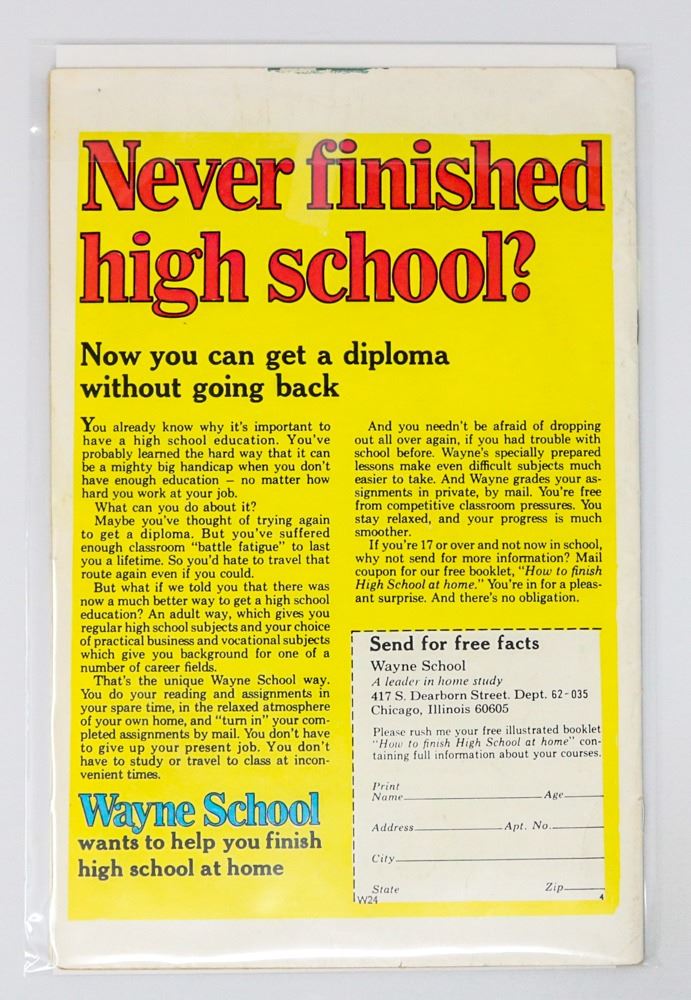 Never finished
high school?
Now you can get a diploma
without going back
You already know why it's important to
have a high school education. You've
probably learned the hard way that it can
be a mighty big handicap when you don't
have enough education – no matter how
hard you work at your job.
What can you do about it?
Maybe you've thought of trying again
to get a diploma. But you've suffered
enough classroom "battle fatigue" to last
you a lifetime. So you'd hate to travel that
route again even if you could.
But what if we told you that there was
now a much better way to get a high school
education? An adult way, which gives you
regular high school subjects and your choice
of practical business and vocational subjects
which give you background for one of a
number of career fields.
That's the unique Wayne School way.
You do your reading and assignments in
your spare time, in the relaxed atmosphere
of your own home, and "turn in" your com-
pleted assignments by mail. You don't have
to give up your present job. You don't
have to study or travel to class at incon-
venient times.
Wayne School
wants to help you finish
high school at home
And you needn't be afraid of dropping
out all over again, if you had trouble with
school before. Wayne's specially prepared
lessons make even difficult subjects much
easier to take. And Wayne grades your as-
signments in private, by mail. You're free
from competitive classroom pressures. You
stay relaxed, and your progress is much
smoother.
If you're 17 or over and not now in school,
why not send for more information? Mail
coupon for our free booklet, "How to finish
High School at home." You're in for a pleas-
ant surprise. And there's no obligation.
Send for free facts
Wayne School
A leader in home study
417 S. Dearborn Street. Dept. 62-035
Chicago, Illinois 60605
Please rush me your free illustrated booklet
"How to finish High School at home" con-
taining full information about your courses.
Print
Name Age
Address Apt. No.
City
State Zip
W24 4